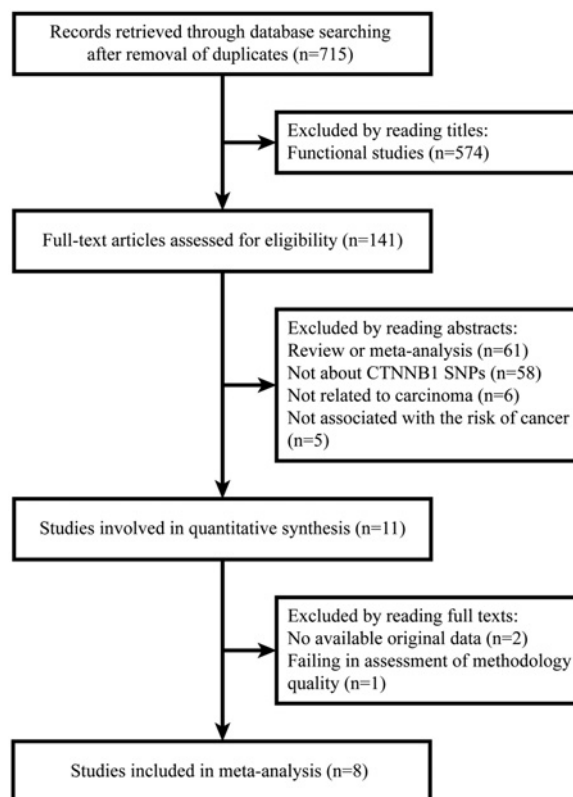 Records retrieved through database searching
after removal of duplicates (n=715)
Excluded by reading titles:
Functional studies (n=574)
Full-text articles assessed for eligibility (n=141)
Excluded by reading abstracts:
Review or meta-analysis (n=61)
Not about CTNNB1 SNPs (n=58)
Not related to carcinoma (n=6)
Not associated with the risk of cancer
(n=5)
Studies involved in quantitative synthesis (n=11)
Excluded by reading full texts:
No available original data (n=2)
Failing in assessment of methodology
quality (n=1)
Studies included in meta-analysis (n=8)